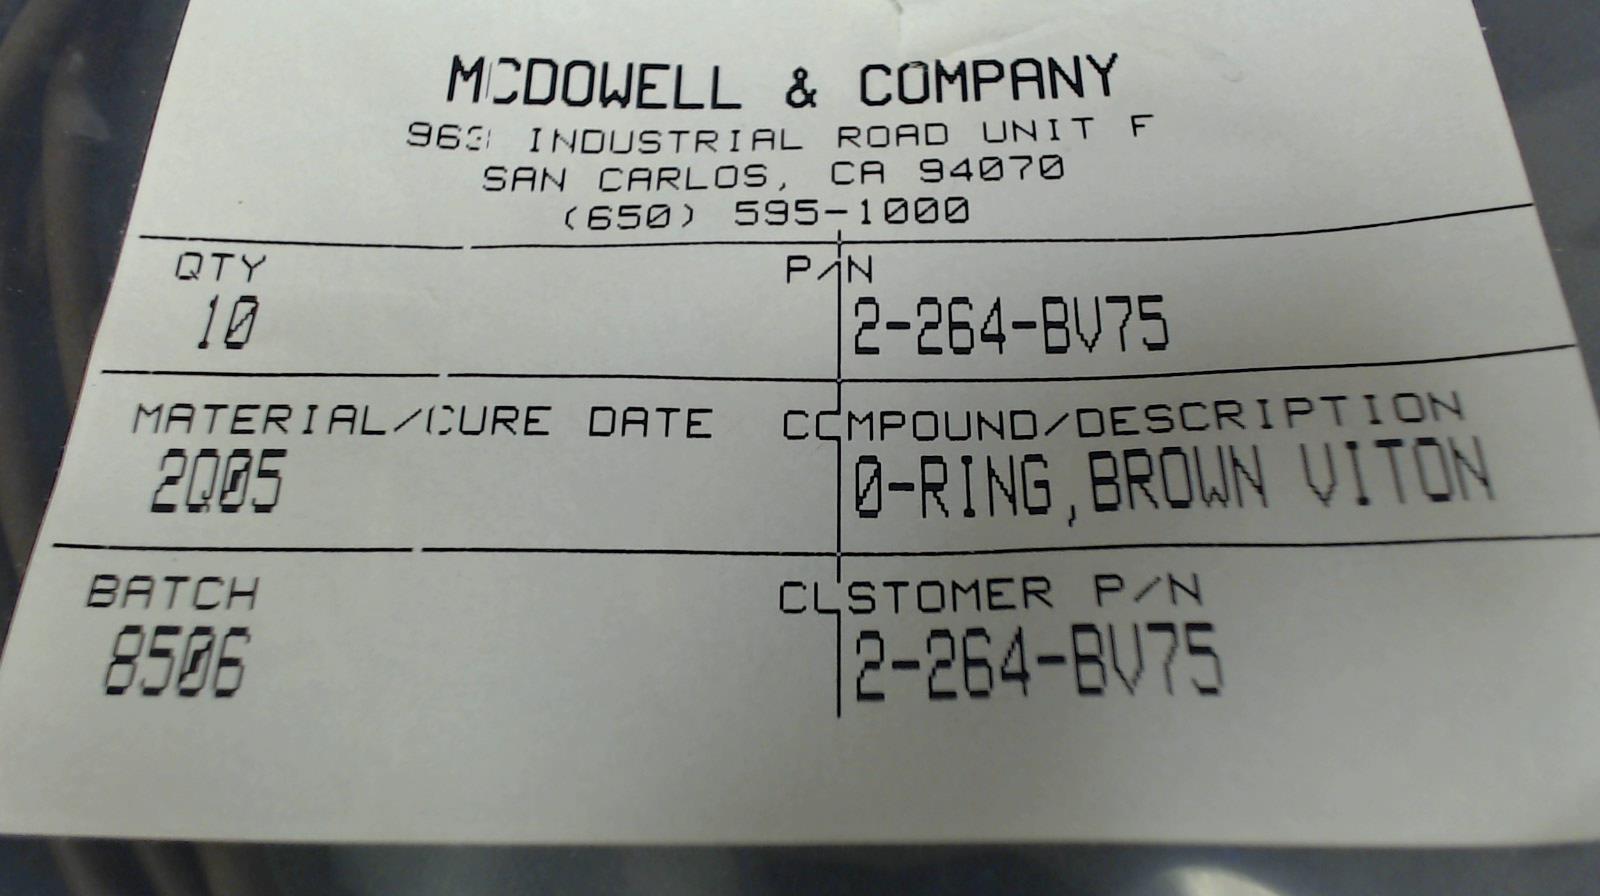 MCDOWELL & COMPANY
963 INDUSTRIAL ROAD UNIT F
SAN CARLOS, CA 94070
(650) 595-1000
QTY P/N
10 2-264-BV75
MATERIAL/CURE DATE COMPOUND/DESCRIPTION
2Q05 O-RING,BROWN VITON
BATCH CUSTOMER P/N
8506 2-264-BV75